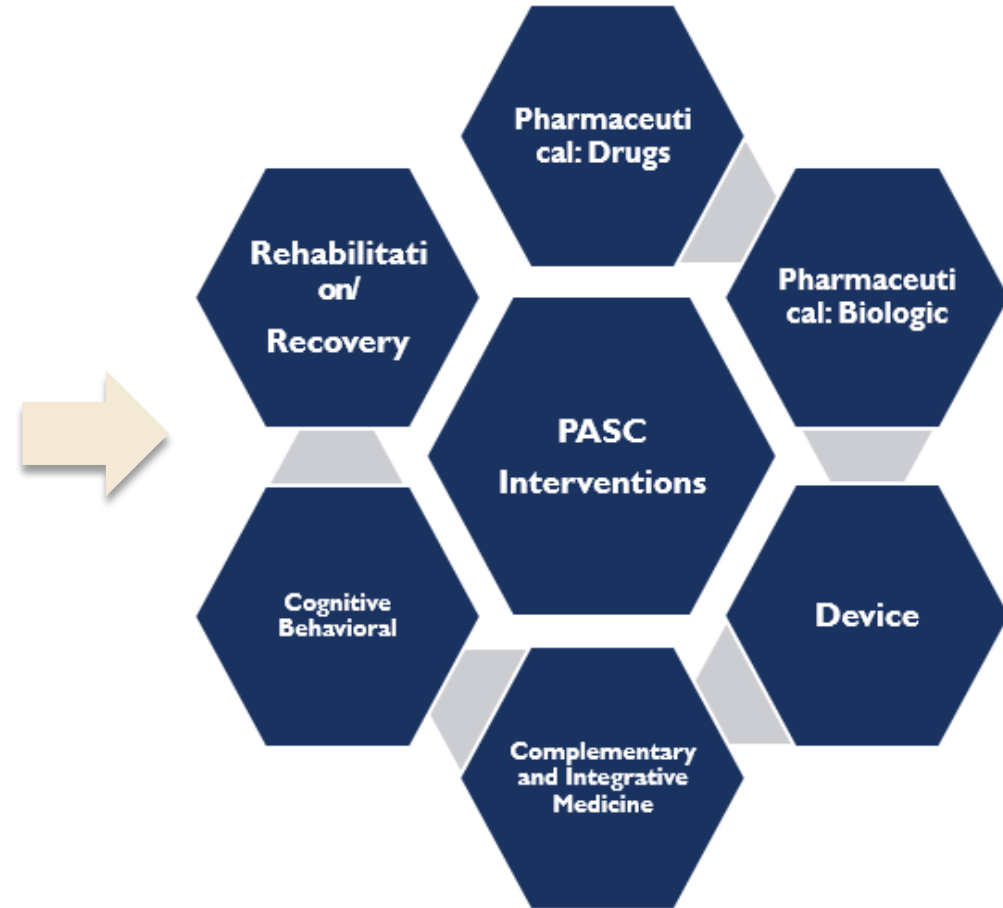 Pharmaceuti
cal: Drugs
Pharmaceuti
cal: Biologic
Device
Complementary
and Integrative
Medicine
Cognitive
Behavioral
Rehabilitati
on/
Recovery
PASC
Interventions